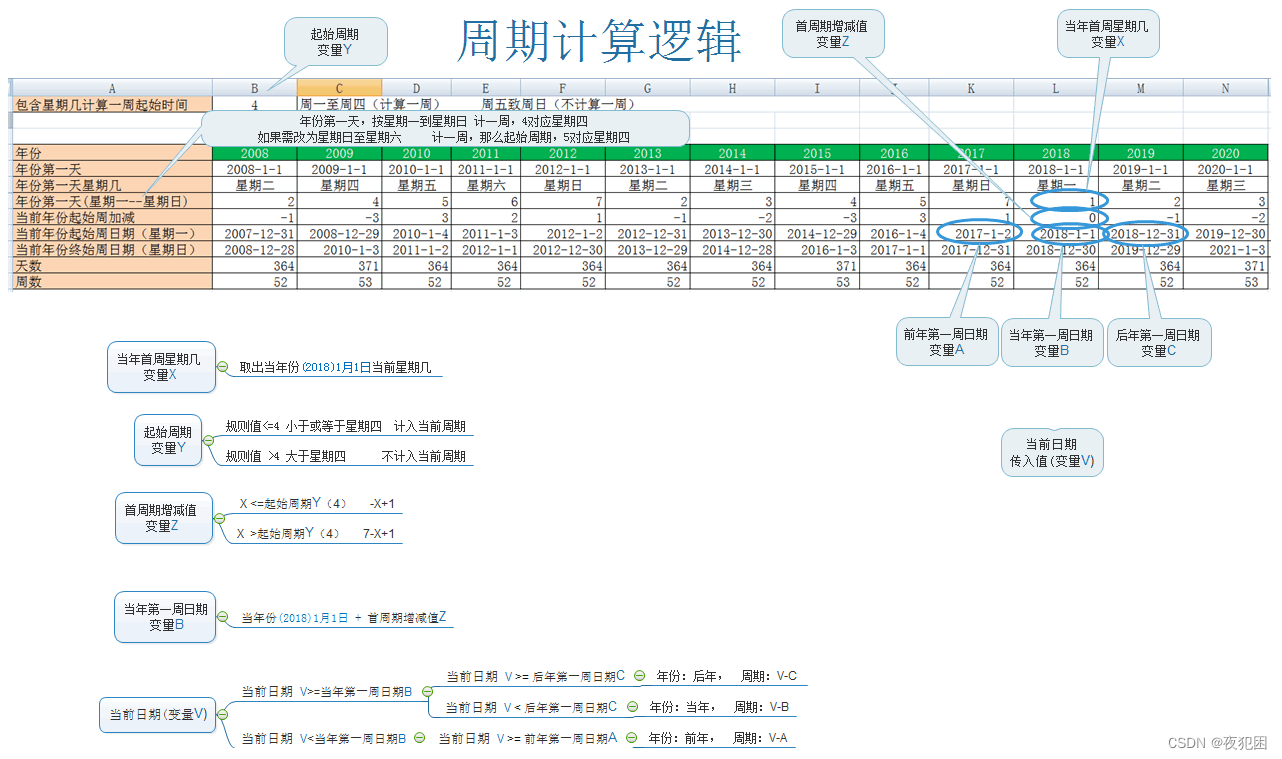 周期计算逻辑
起始周期
变量Y
首周期增减值
变量Z
当年首周星期几
变量X
A B C D E F G H I J K L M N
包含星期几计算一周起始时间 4 周一至周四（计算一周） 周五致周日（不计算一周）
年份第一天，按星期一到星期日 计一周，4对应星期四
如果需改为星期日至星期六 计一周，那么起始周期，5对应星期四
年份 2008 2009 2010 2011 2012 2013 2014 2015 2016 2017 2018 2019 2020
年份第一天 2008-1-1 2009-1-1 2010-1-1 2011-1-1 2012-1-1 2013-1-1 2014-1-1 2015-1-1 2016-1-1 2017-1-1 2018-1-1 2019-1-1 2020-1-1
年份第一天星期几 星期二 星期四 星期五 星期六 星期日 星期二 星期三 星期四 星期五 星期日 星期一 星期二 星期三
年份第一天(星期一--星期日) 2 4 5 6 7 2 3 4 5 7 1 2 3
当前年份起始周加减 -1 -3 3 2 1 -1 -2 -3 3 1 0 -1 -2
当前年份起始周日期（星期一） 2007-12-31 2008-12-29 2010-1-4 2011-1-3 2012-1-2 2012-12-31 2013-12-30 2014-12-29 2016-1-4 2017-1-2 2018-1-1 2018-12-31 2019-12-30
当前年份终始周日期（星期日） 2008-12-28 2010-1-3 2011-1-2 2012-1-1 2012-12-30 2013-12-29 2014-12-28 2016-1-3 2017-1-1 2017-12-31 2018-12-30 2019-12-29 2021-1-3
天数 364 371 364 364 364 364 364 371 364 364 364 364 371
周数 52 53 52 52 52 52 52 53 52 52 52 52 53
前年第一周日期
变量A
当年第一周日期
变量B
后年第一周日期
变量C
当年首周星期几
变量X
取出当年份(2018)1月1日当前星期几
起始周期
变量Y
规则值<=4 小于或等于星期四 计入当前周期
规则值 >4 大于星期四 不计入当前周期
当前日期
传入值(变量V)
首周期增减值
变量Z
X <=起始周期Y（4） -X+1
X >起始周期Y（4） 7-X+1
当年第一周日期
变量B
当年份(2018)1月1日 + 首周期增减值Z
当前日期(变量V)
当前日期 V>=当年第一周日期B
当前日期 V >= 后年第一周日期C 年份：后年， 周期：V-C
当前日期 V < 后年第一周日期C 年份：当年， 周期：V-B
当前日期 V<当年第一周日期B 当前日期 V >= 前年第一周日期A 年份：前年， 周期：V-A
CSDN @夜犯困